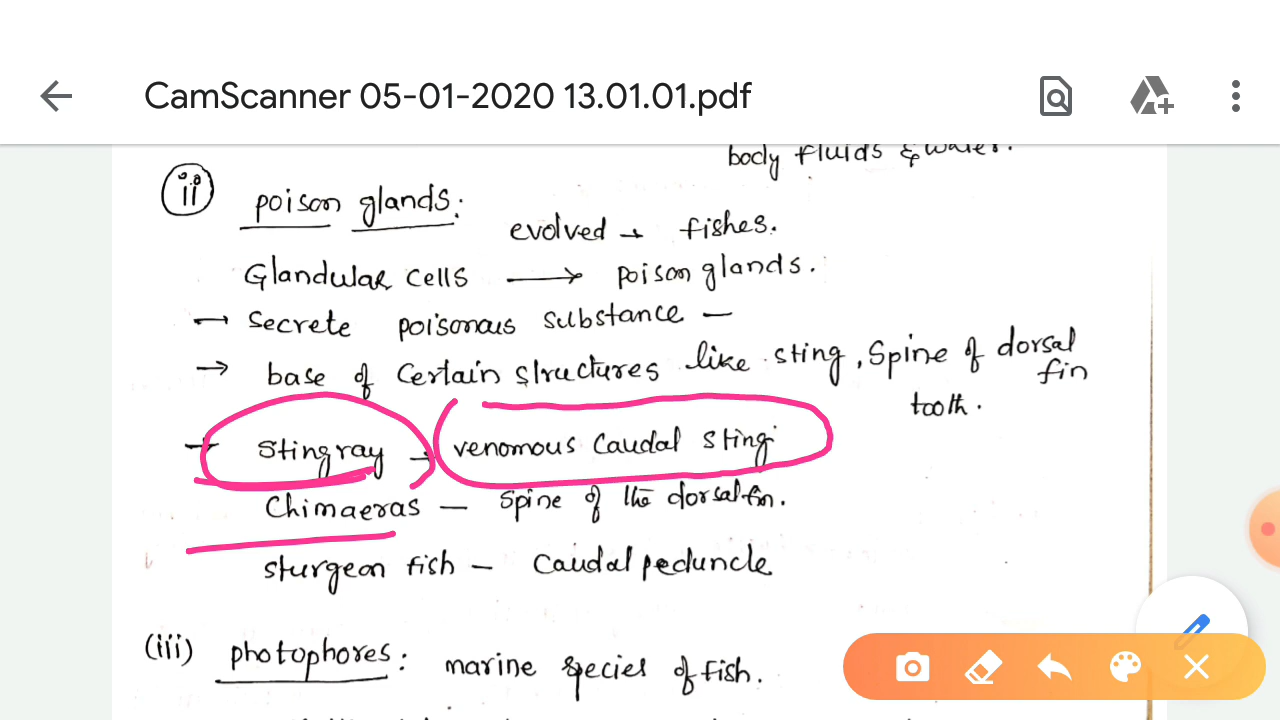 CamScanner 05-01-2020 13.01.01.pdf
body fluids & water.
(ii) poison glands:
evolved → fishes.
Glandular cells → poison glands.
→ secrete poisonous substance —
→ base of certain structures like sting, spine of dorsal fin
tooth.
→ Stingray → venomous caudal sting
Chimaeras — spine of the dorsal fin.
sturgeon fish — caudal peduncle
(iii) photophores: marine species of fish.